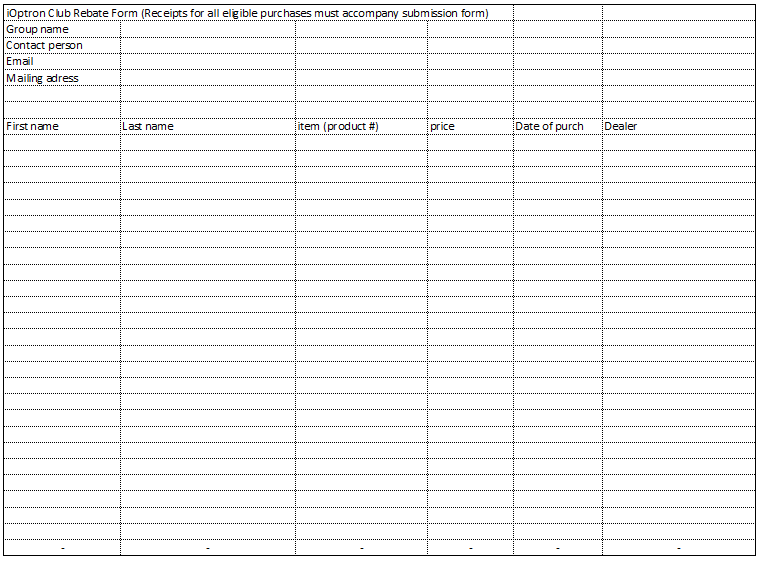 iOptron Club Rebate Form (Receipts for all eligible purchases must accompany submission form)
Group name
Contact person
Email
Mailing adress
First name Last name item (product #) price Date of purch Dealer
- - - - - -